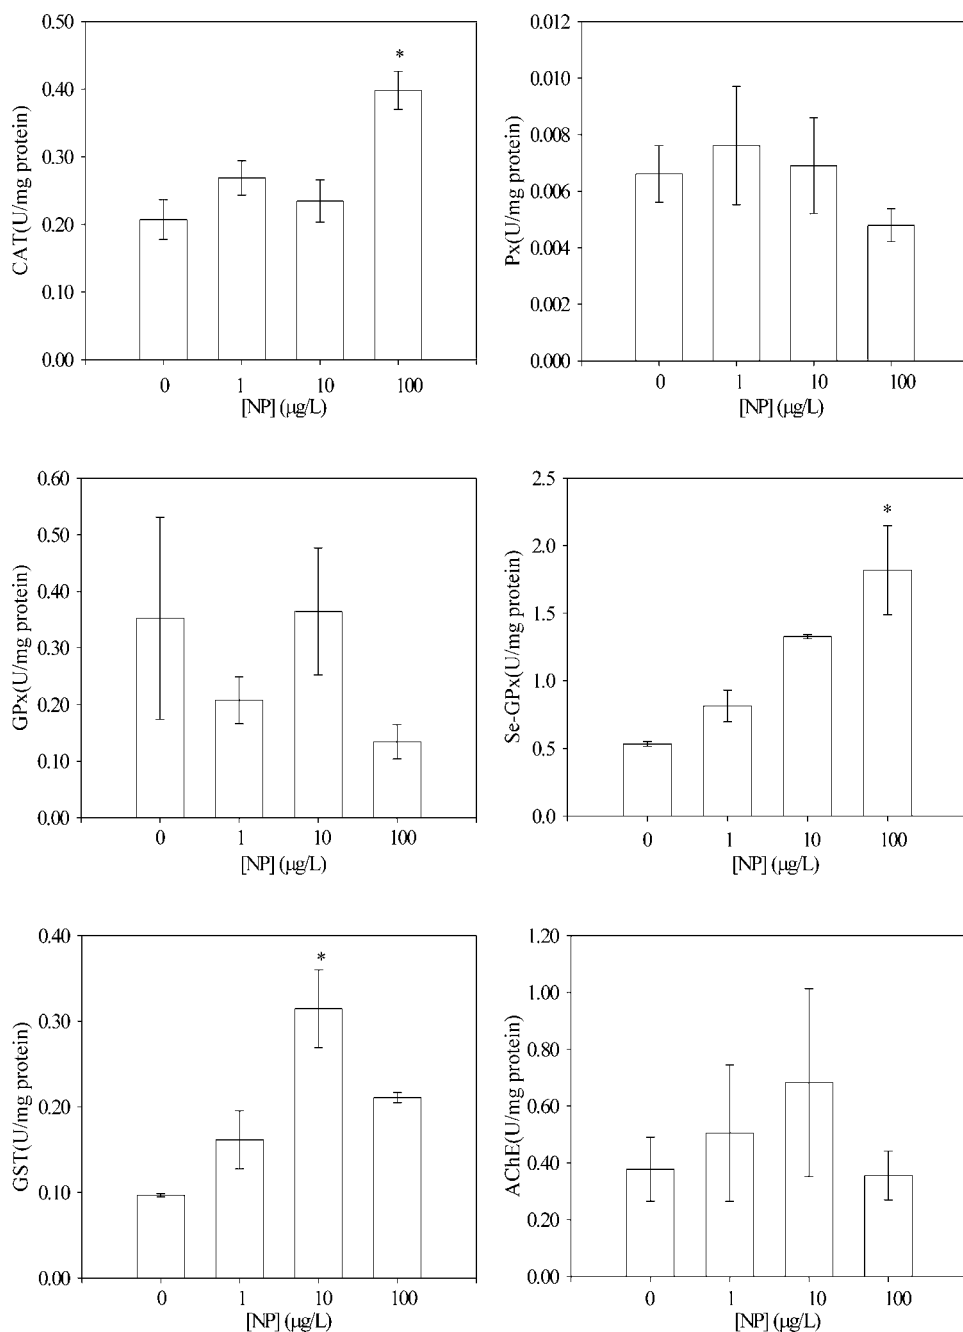 CAT(U/mg protein)
0.50
0.40
0.30
0.20
0.10
0.00
*
0 1 10 100
[NP] (μg/L)
Px(U/mg protein)
0.012
0.010
0.008
0.006
0.004
0.002
0.000
0 1 10 100
[NP] (μg/L)
GPx(U/mg protein)
0.60
0.50
0.40
0.30
0.20
0.10
0.00
0 1 10 100
[NP] (μg/L)
Se-GPx(U/mg protein)
2.5
2.0
1.5
1.0
0.5
0.0
*
0 1 10 100
[NP] (μg/L)
GST(U/mg protein)
0.40
0.30
0.20
0.10
0.00
*
0 1 10 100
[NP] (μg/L)
AChE(U/mg protein)
1.20
1.00
0.80
0.60
0.40
0.20
0.00
0 1 10 100
[NP] (μg/L)